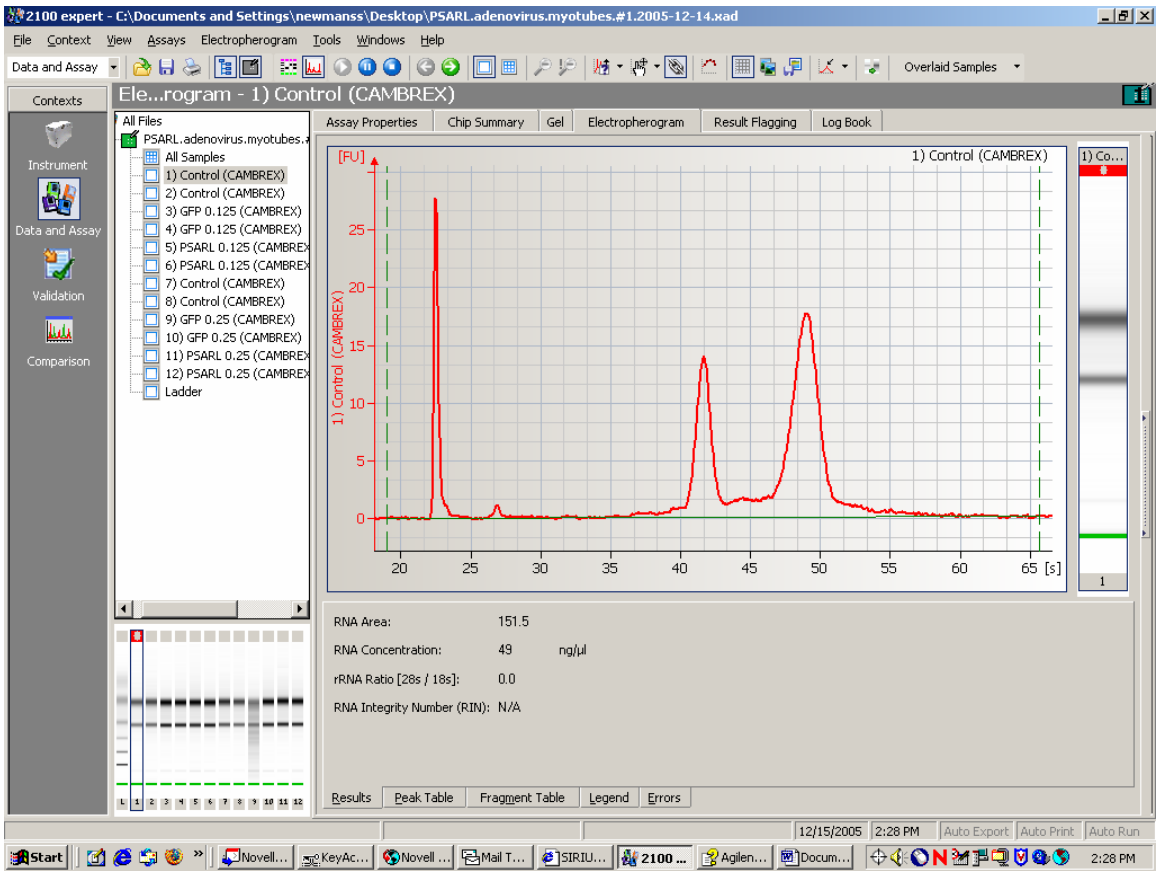 2100 expert - C:\Documents and Settings\newmanss\Desktop\PSARL.adenovirus.myotubes.#1.2005-12-14.xad
File Context View Assays Electropherogram Tools Windows Help
Data and Assay Overlaid Samples
Contexts
Instrument
Data and Assay
Validation
Comparison
Ele...rogram - 1) Control (CAMBREX)
All Files
PSARL.adenovirus.myotubes.#
All Samples
1) Control (CAMBREX)
2) Control (CAMBREX)
3) GFP 0.125 (CAMBREX)
4) GFP 0.125 (CAMBREX)
5) PSARL 0.125 (CAMBREX
6) PSARL 0.125 (CAMBREX
7) Control (CAMBREX)
8) Control (CAMBREX)
9) GFP 0.25 (CAMBREX)
10) GFP 0.25 (CAMBREX)
11) PSARL 0.25 (CAMBREX
12) PSARL 0.25 (CAMBREX
Ladder
L 1 2 3 4 5 6 7 8 9 10 11 12
Assay Properties Chip Summary Gel Electropherogram Result Flagging Log Book
[FU] 1) Control (CAMBREX)
1) Control (CAMBREX)
25
20
15
10
5
0
20 25 30 35 40 45 50 55 60 65 [s]
1) Co...
1
RNA Area: 151.5
RNA Concentration: 49 ng/µl
rRNA Ratio [28s / 18s]: 0.0
RNA Integrity Number (RIN): N/A
Results Peak Table Fragment Table Legend Errors
12/15/2005 2:28 PM Auto Export Auto Print Auto Run
Start » Novell... KeyAc... Novell ... Mail T... SIRIU... 2100 ... Agilen... Docum... 2:28 PM